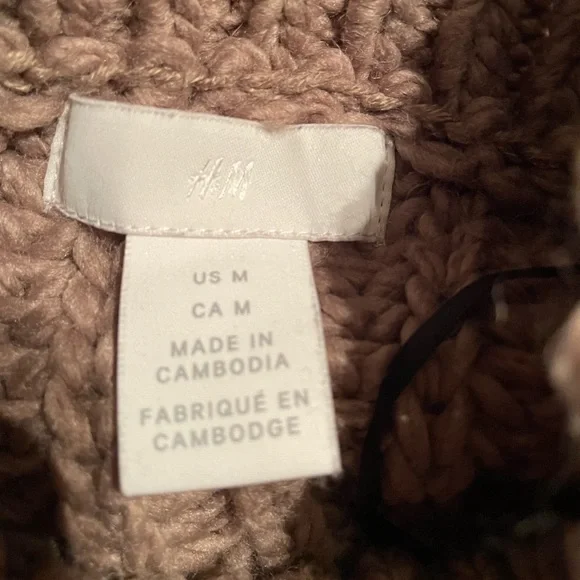 H&M
US M
CA M
MADE IN
CAMBODIA
FABRIQUÉ EN
CAMBODGE